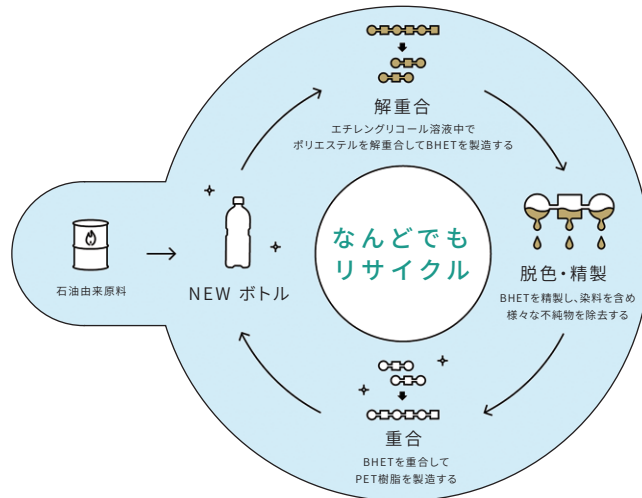 解重合
エチレングリコール溶液中で
ポリエステルを解重合してBHETを製造する
なんどでも
リサイクル
石油由来原料
NEW ボトル
脱色・精製
BHETを精製し、染料を含め
様々な不純物を除去する
重合
BHETを重合して
PET樹脂を製造する